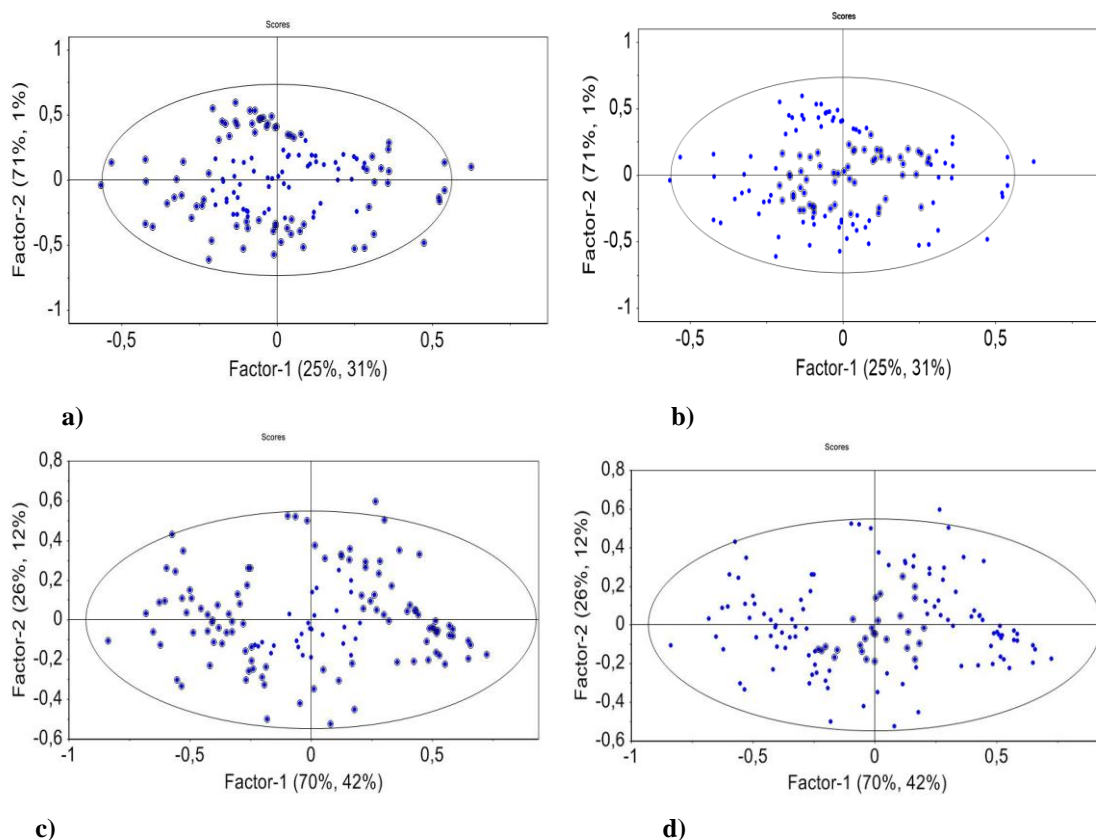 Scores
1
0,5
0
-0,5
-1
-0,5
0
0,5
Factor-2 (71%, 1%)
Factor-1 (25%, 31%)
a)
Scores
1
0,5
0
-0,5
-1
-0,5
0
0,5
Factor-2 (71%, 1%)
Factor-1 (25%, 31%)
b)
Scores
0,8
0,6
0,4
0,2
0
-0,2
-0,4
-0,6
-1
-0,5
0
0,5
Factor-2 (26%, 12%)
Factor-1 (70%, 42%)
c)
Scores
0,8
0,6
0,4
0,2
0
-0,2
-0,4
-0,6
-1
-0,5
0
0,5
Factor-2 (26%, 12%)
Factor-1 (70%, 42%)
d)